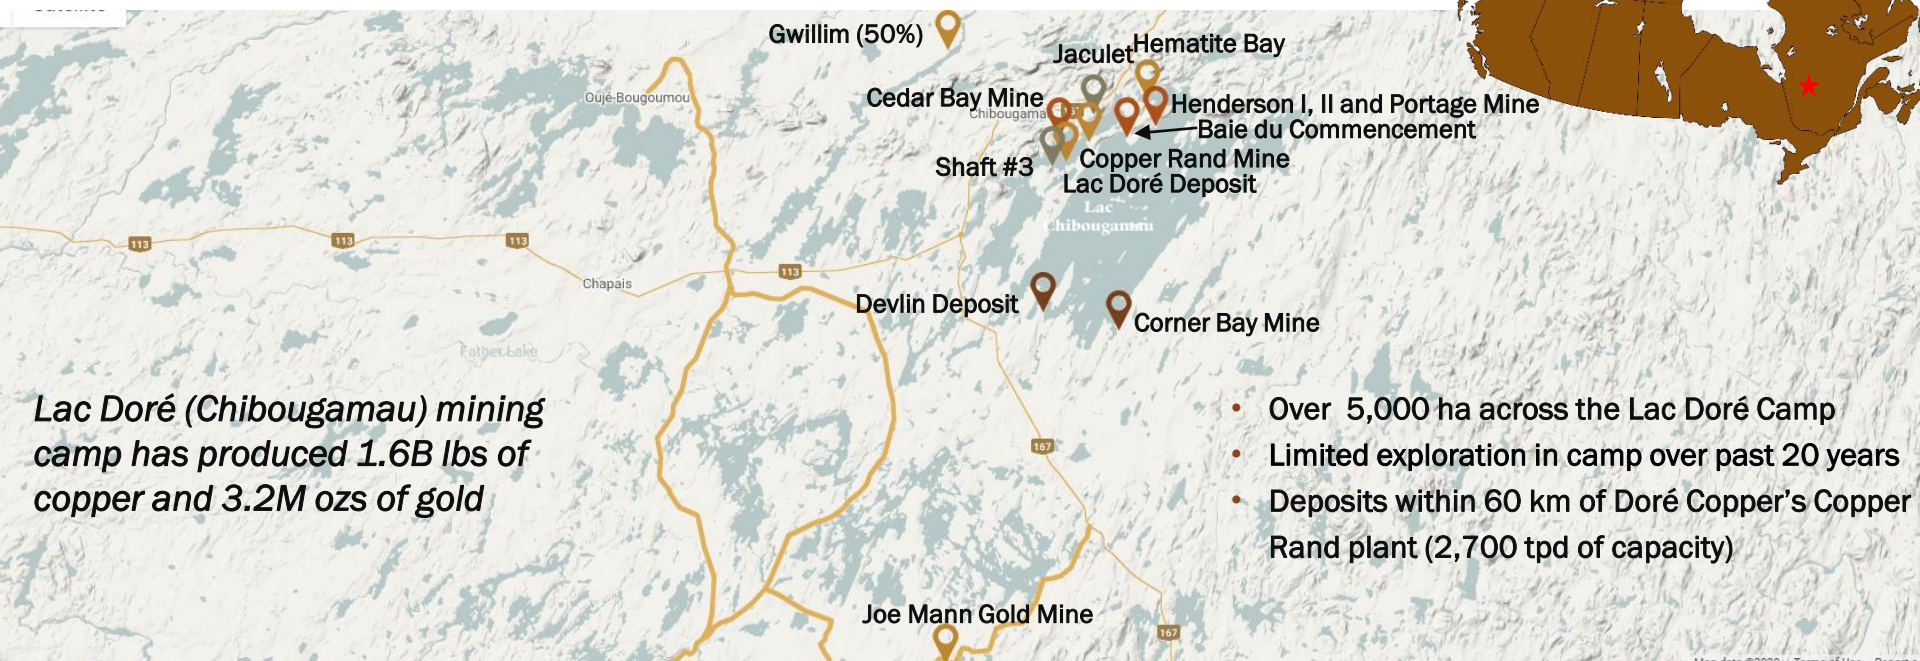 Gwillim (50%)
Hematite Bay
Jaculet
Oujé-Bougoumou
Cedar Bay Mine
Henderson I, II and Portage Mine
Baie du Commencement
Copper Rand Mine
Shaft #3
Lac Doré Deposit
Lac
Chibougamau
113
113
113
113
Chapais
Devlin Deposit
Corner Bay Mine
Father Lake
Lac Doré (Chibougamau) mining
camp has produced 1.6B lbs of
copper and 3.2M ozs of gold
167
• Over 5,000 ha across the Lac Doré Camp
• Limited exploration in camp over past 20 years
• Deposits within 60 km of Doré Copper’s Copper
Rand plant (2,700 tpd of capacity)
Joe Mann Gold Mine
167